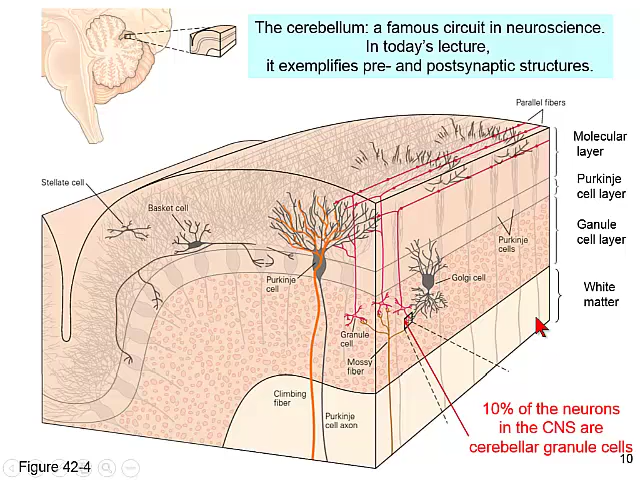 The cerebellum: a famous circuit in neuroscience.
In today's lecture,
it exemplifies pre- and postsynaptic structures.
Parallel fibers
Molecular
layer
Purkinje
cell layer
Ganule
cell layer
White
matter
Stellate cell
Basket cell
Purkinje
cell
Purkinje
cells
Golgi cell
Granule
cell
Mossy
fiber
Climbing
fiber
Purkinje
cell axon
10% of the neurons
in the CNS are
cerebellar granule cells
Figure 42-4
10